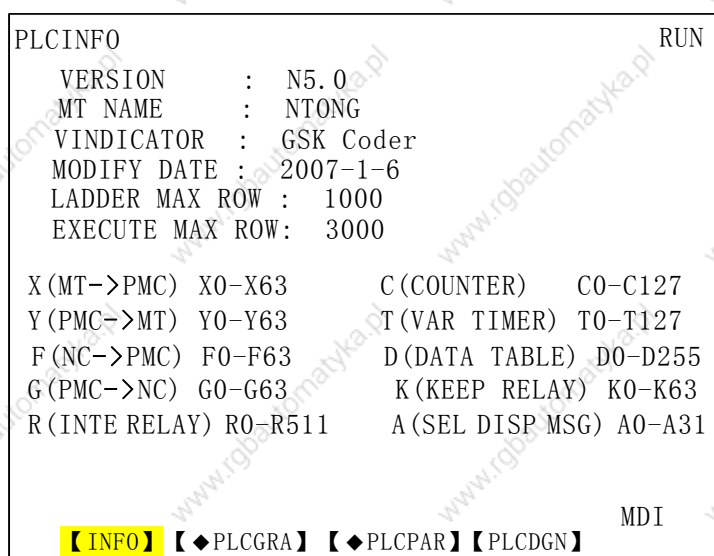 PLCINFO RUN
VERSION : N5.0
MT NAME : NTONG
VINDICATOR : GSK Coder
MODIFY DATE : 2007-1-6
LADDER MAX ROW : 1000
EXECUTE MAX ROW: 3000
X(MT->PMC) X0-X63 C(COUNTER) C0-C127
Y(PMC->MT) Y0-Y63 T(VAR TIMER) T0-T127
F(NC->PMC) F0-F63 D(DATA TABLE) D0-D255
G(PMC->NC) G0-G63 K(KEEP RELAY) K0-K63
R(INTE RELAY) R0-R511 A(SEL DISP MSG) A0-A31
MDI
【INFO】【◆PLCGRA】【◆PLCPAR】【PLCDGN】
www.rgbautomatyka.pl